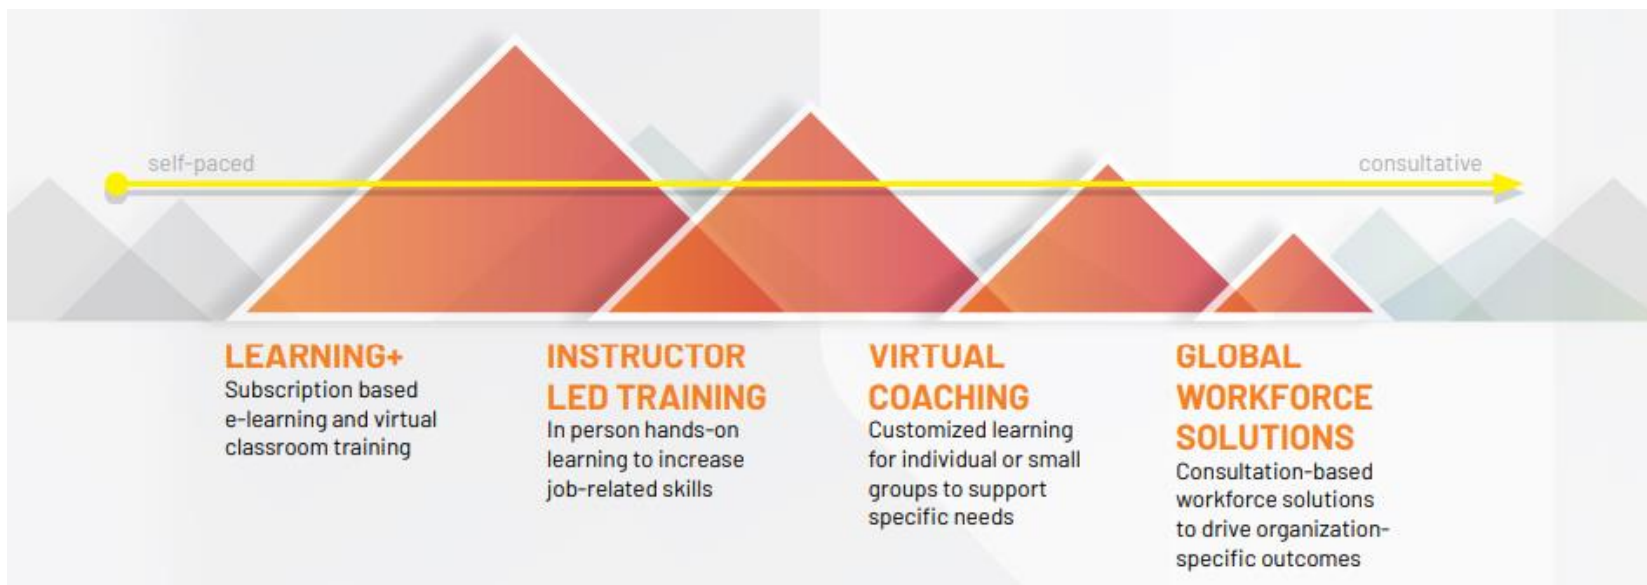 self-paced
consultative
LEARNING+
Subscription based
e-learning and virtual
classroom training
INSTRUCTOR
LED TRAINING
In person hands-on
learning to increase
job-related skills
VIRTUAL
COACHING
Customized learning
for individual or small
groups to support
specific needs
GLOBAL
WORKFORCE
SOLUTIONS
Consultation-based
workforce solutions
to drive organization-
specific outcomes